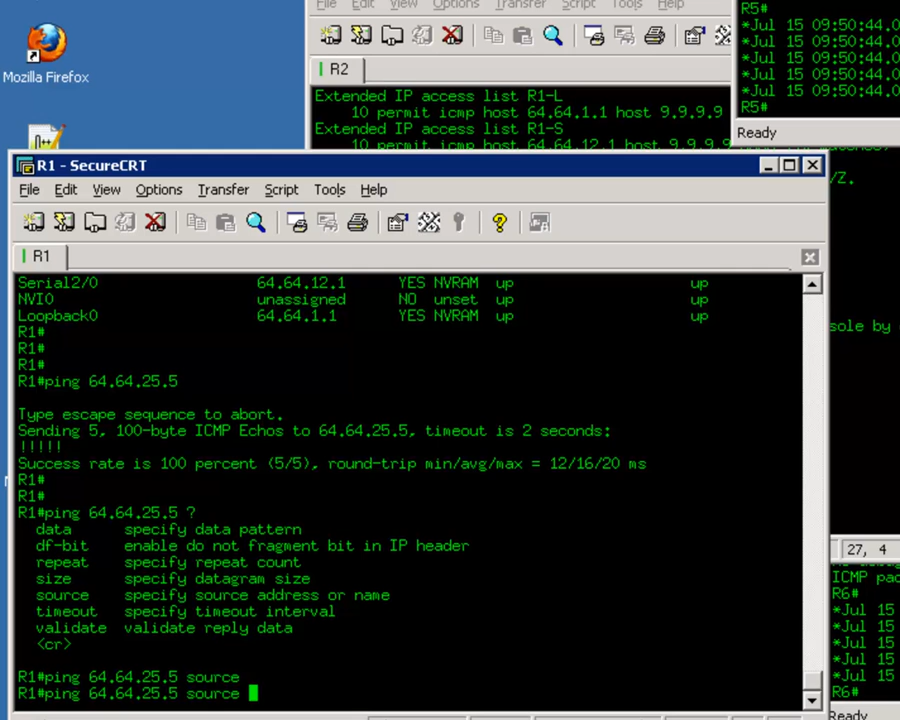 File Edit View Options Transfer Script Tools Help
R5#
*Jul 15 09:50:44.0
*Jul 15 09:50:44.0
*Jul 15 09:50:44.0
*Jul 15 09:50:44.0
*Jul 15 09:50:44.0
R5#
Ready
Mozilla Firefox
R2
Extended IP access list R1-L
10 permit icmp host 64.64.1.1 host 9.9.9.9
Extended IP access list R1-S
10 permit icmp host 64.64.12.1 host 9.9.9.9
/Z.
sole by
R1 - SecureCRT
File Edit View Options Transfer Script Tools Help
R1
Serial2/0 64.64.12.1 YES NVRAM up up
NVI0 unassigned NO unset up up
Loopback0 64.64.1.1 YES NVRAM up up
R1#
R1#
R1#
R1#ping 64.64.25.5
Type escape sequence to abort.
Sending 5, 100-byte ICMP Echos to 64.64.25.5, timeout is 2 seconds:
!!!!!
Success rate is 100 percent (5/5), round-trip min/avg/max = 12/16/20 ms
R1#
R1#
R1#ping 64.64.25.5 ?
data specify data pattern
df-bit enable do not fragment bit in IP header
repeat specify repeat count
size specify datagram size
source specify source address or name
timeout specify timeout interval
validate validate reply data
<cr>
R1#ping 64.64.25.5 source
R1#ping 64.64.25.5 source
27, 4
ICMP pac
R6#
*Jul 15
*Jul 15
*Jul 15
*Jul 15
*Jul 15
R6#
Ready